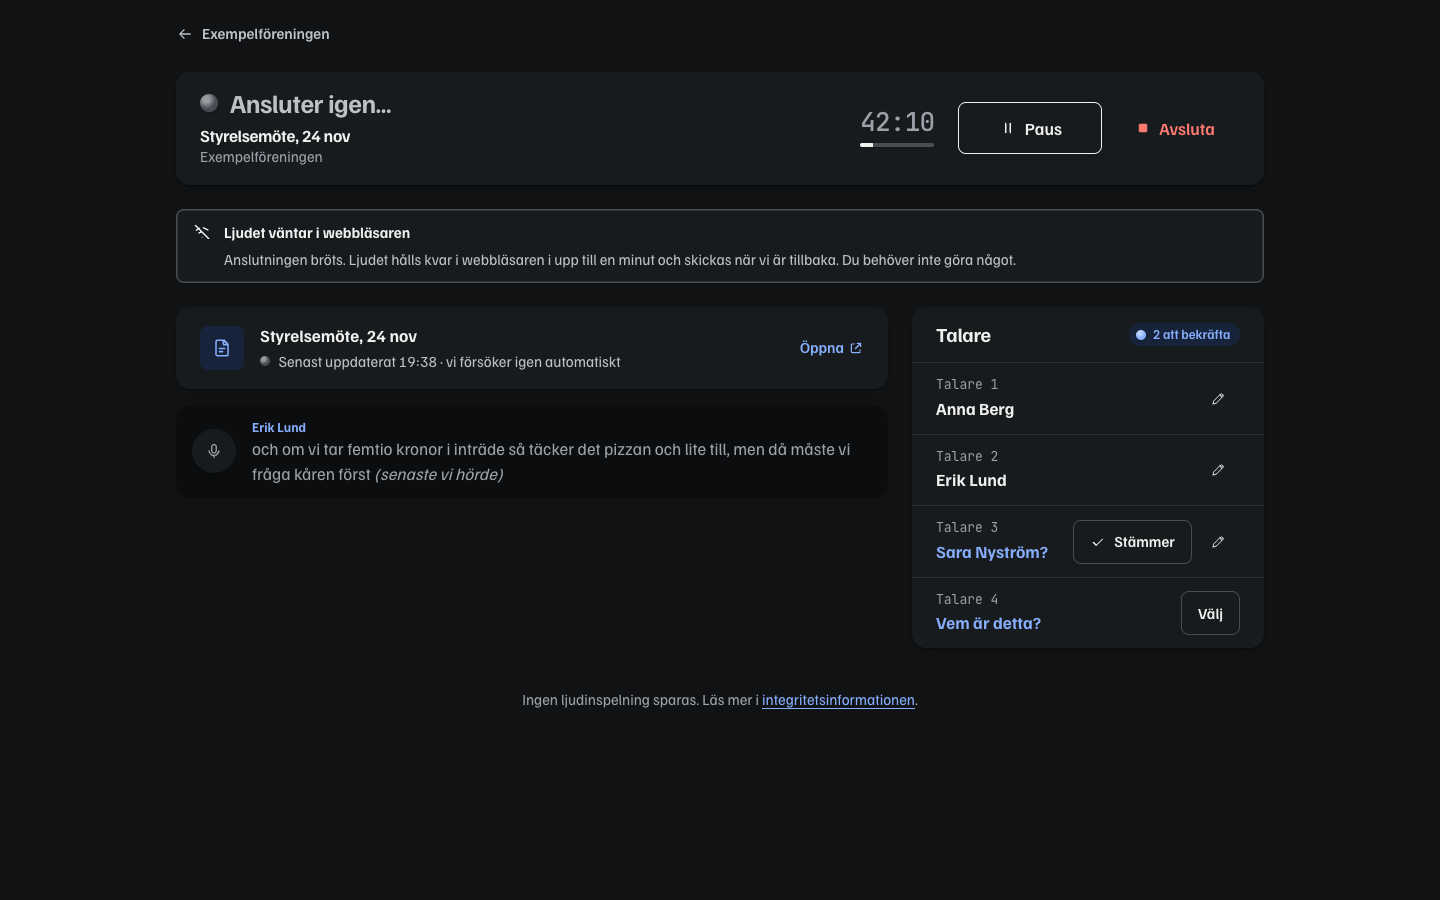 Exempelföreningen
Ansluter igen...
Styrelsemöte, 24 nov
Exempelföreningen
42:10
Paus
Avsluta
Ljudet väntar i webbläsaren
Anslutningen bröts. Ljudet hålls kvar i webbläsaren i upp till en minut och skickas när vi är tillbaka. Du behöver inte göra något.
Styrelsemöte, 24 nov
Senast uppdaterat 19:38 · vi försöker igen automatiskt
Öppna
Erik Lund
och om vi tar femtio kronor i inträde så täcker det pizzan och lite till, men då måste vi
fråga kåren först (senaste vi hörde)
Talare
2 att bekräfta
Talare 1
Anna Berg
Talare 2
Erik Lund
Talare 3
Sara Nyström?
Stämmer
Talare 4
Vem är detta?
Välj
Ingen ljudinspelning sparas. Läs mer i integritetsinformationen.